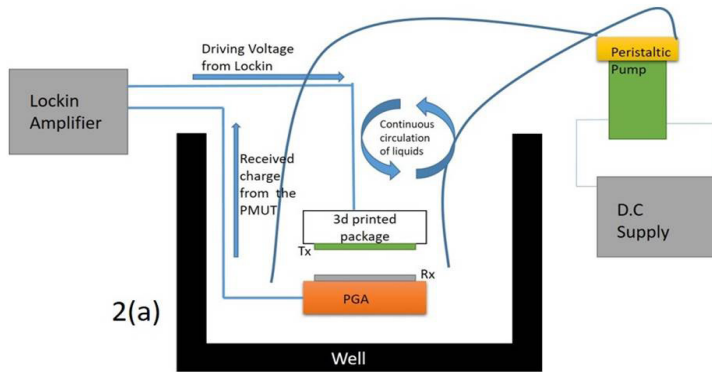 Driving Voltage
from Lockin
Peristaltic
Pump
Lockin
Amplifier
Continuous
circulation
of liquids
Received
charge
from the
PMUT
3d printed
package
Tx
D.C
Supply
Rx
PGA
2(a)
Well